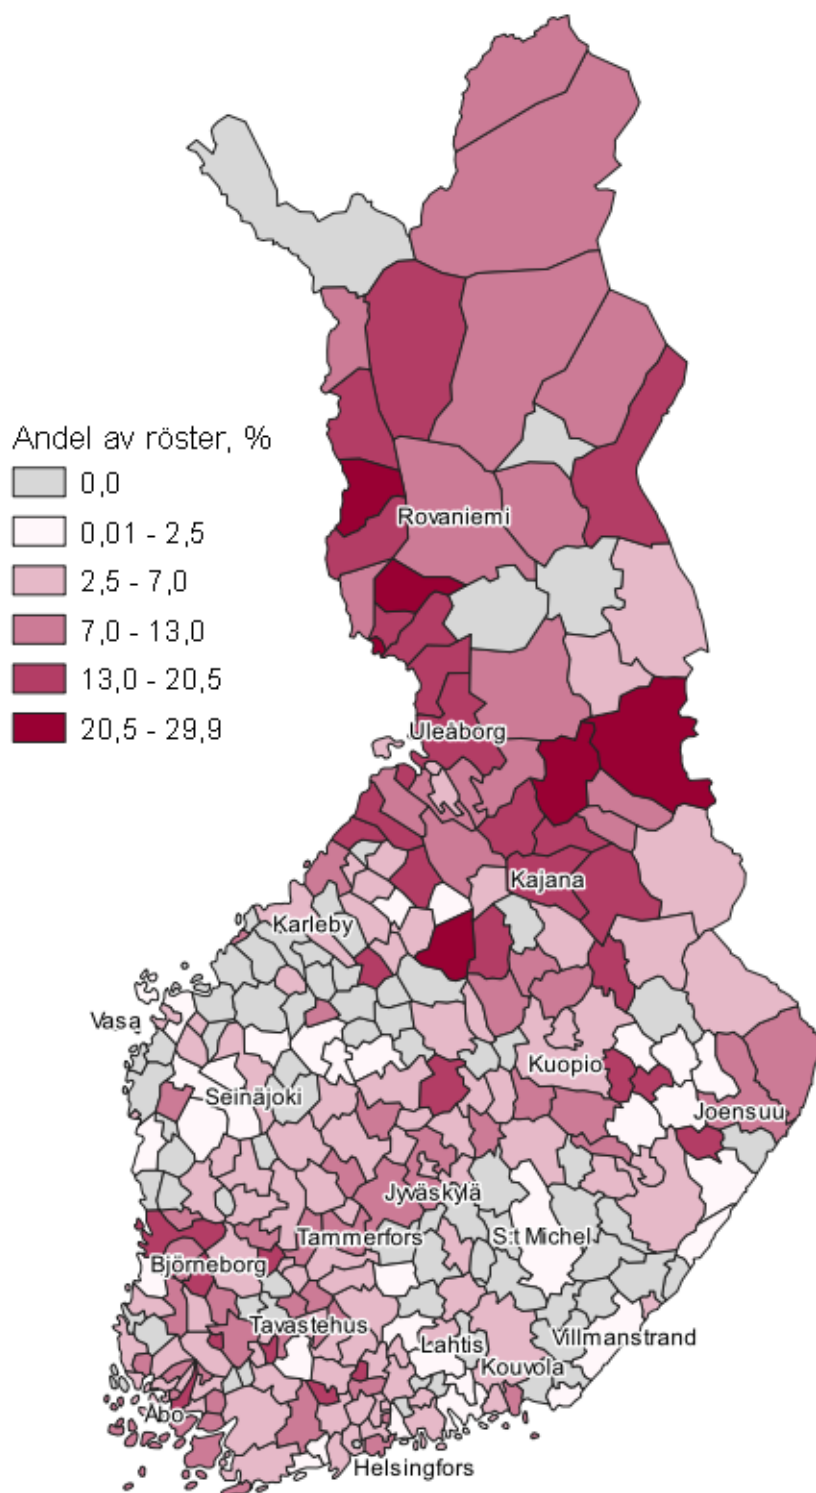 Andel av röster, %
0,0
0,01 - 2,5
2,5 - 7,0
7,0 - 13,0
13,0 - 20,5
20,5 - 29,9
Rovaniemi
Uleåborg
Kajana
Karleby
Vasa
Kuopio
Seinäjoki
Joensuu
Jyväskylä
Tammerfors
S:t Michel
Björneborg
Tavastehus
Lahtis
Villmanstrand
Kouvola
Åbo
Helsingfors